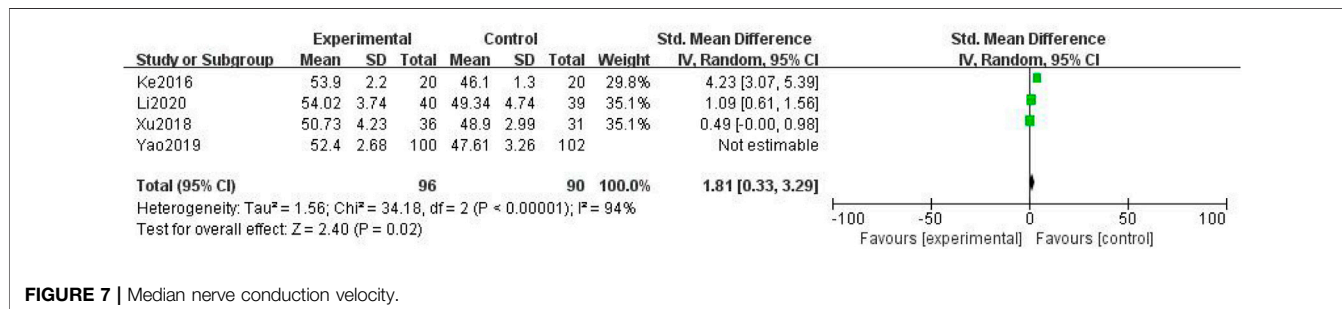 Experimental Control Std. Mean Difference Std. Mean Difference
Study or Subgroup Mean SD Total Mean SD Total Weight IV, Random, 95% CI IV, Random, 95% CI
Ke2016 53.9 2.2 20 46.1 1.3 20 29.8% 4.23 [3.07, 5.39]
Li2020 54.02 3.74 40 49.34 4.74 39 35.1% 1.09 [0.61, 1.56]
Xu2018 50.73 4.23 36 48.9 2.99 31 35.1% 0.49 [-0.00, 0.98]
Yao2019 52.4 2.68 100 47.61 3.26 102 Not estimable
Total (95% CI) 96 90 100.0% 1.81 [0.33, 3.29]
Heterogeneity: Tau² = 1.56; Chi² = 34.18, df = 2 (P < 0.00001); I² = 94%
Test for overall effect: Z = 2.40 (P = 0.02)
-100 -50 0 50 100
Favours [experimental] Favours [control]
FIGURE 7 | Median nerve conduction velocity.